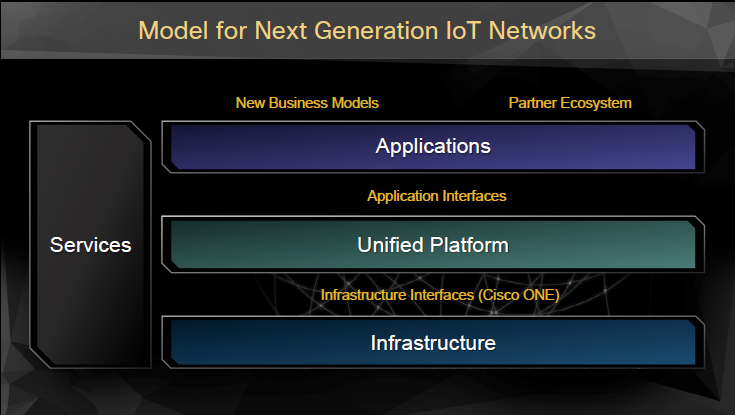 Model for Next Generation IoT Networks
New Business Models
Partner Ecosystem
Applications
Application Interfaces
Services
Unified Platform
Infrastructure Interfaces (Cisco ONE)
Infrastructure